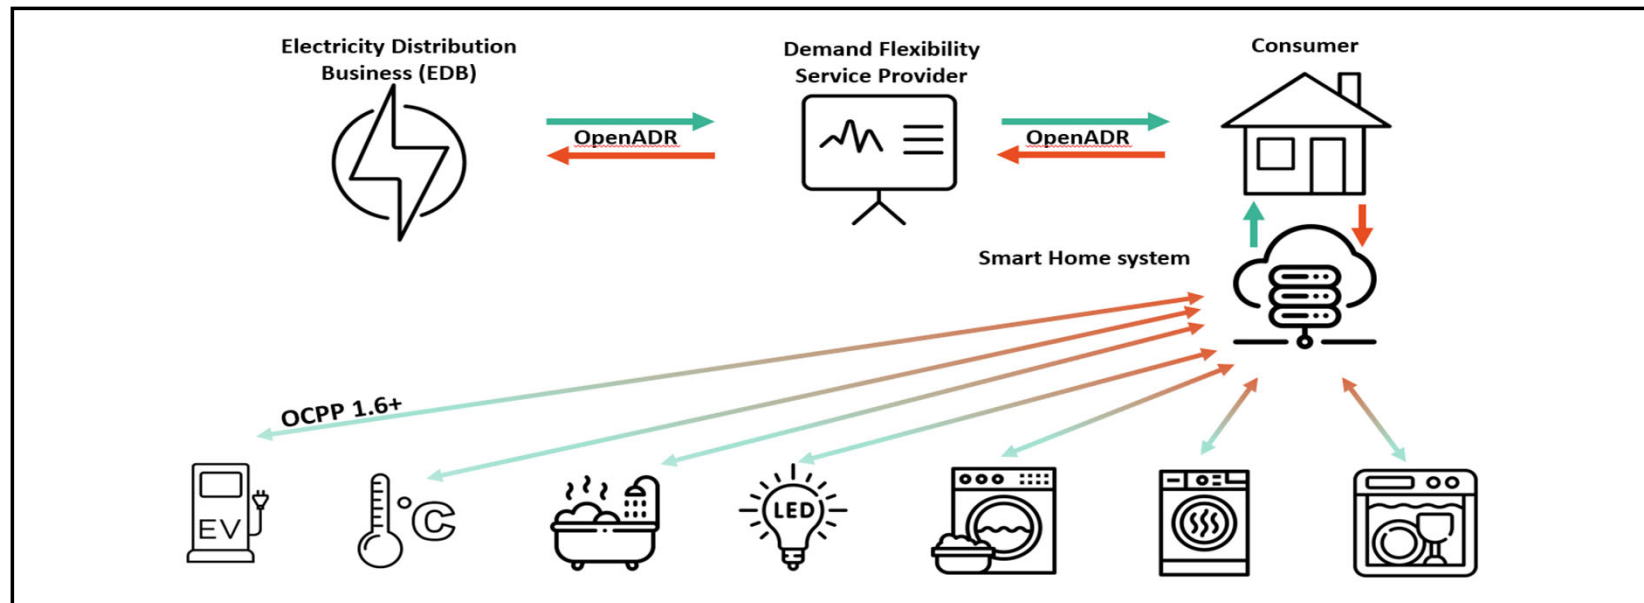 Electricity Distribution
Business (EDB)
Demand Flexibility
Service Provider
Consumer
OpenADR
OpenADR
Smart Home system
OCPP 1.6+
EV
°C
LED